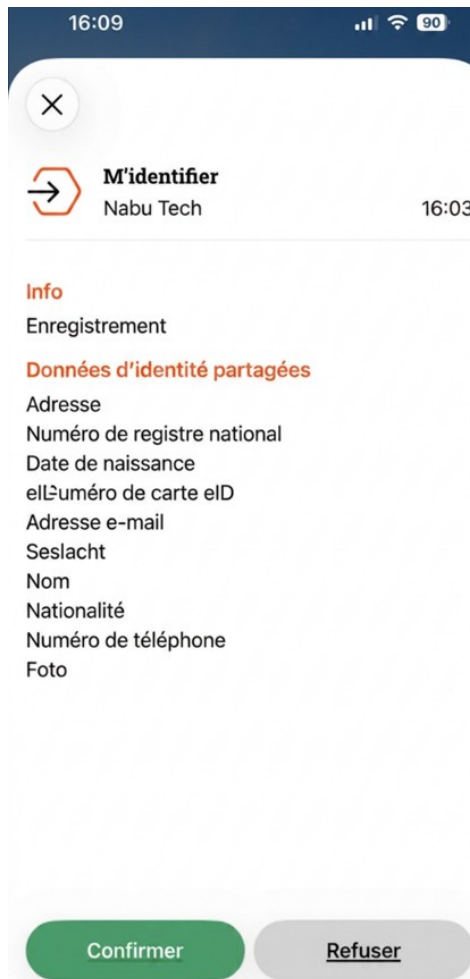 16:09
90
M'identifier
Nabu Tech 16:03
Info
Enregistrement
Données d'identité partagées
Adresse
Numéro de registre national
Date de naissance
de carte eID
Adresse e-mail
Seslacht
Nom
Nationalité
Numéro de téléphone
Foto
Confirmer Refuser